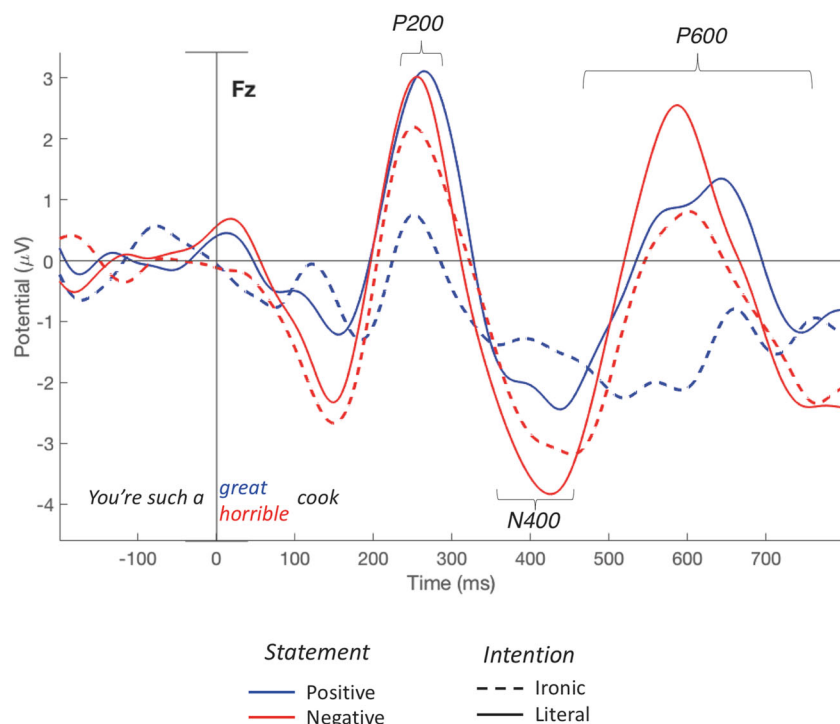 P200
P600
Fz
3
2
1
0
-1
-2
-3
-4
Potential (μV)
You're such a great cook
horrible
N400
-100 0 100 200 300 400 500 600 700
Time (ms)
Statement Intention
Positive Ironic
Negative Literal